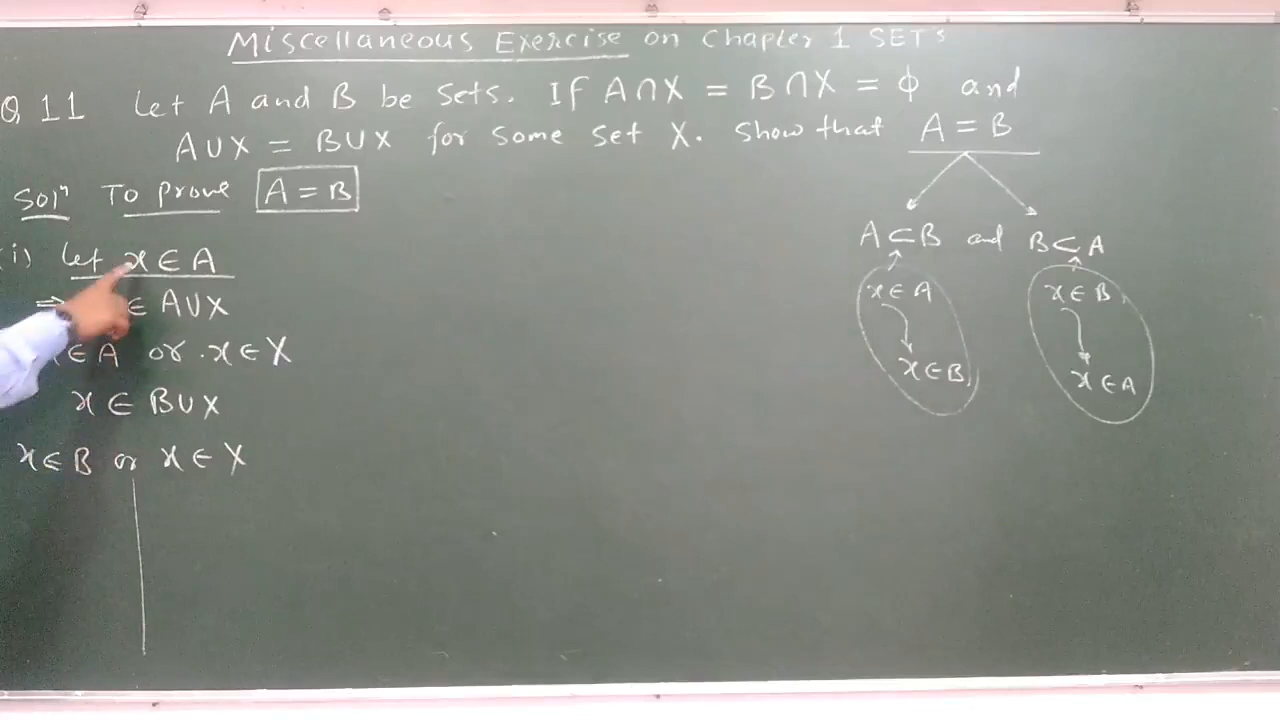 Miscellaneous Exercise on Chapter 1 SETs
Q 11 Let A and B be Sets. If A∩X = B∩X = ϕ and
A∪X = B∪X for some Set X. Show that A = B
Solⁿ To prove A = B
(i) Let x ∈ A
⇒ ∈ A∪X
∈ A or x ∈ X
x ∈ B∪X
x ∈ B or x ∈ X
A ⊂ B and B ⊂ A
x ∈ A
x ∈ B
x ∈ B
x ∈ A